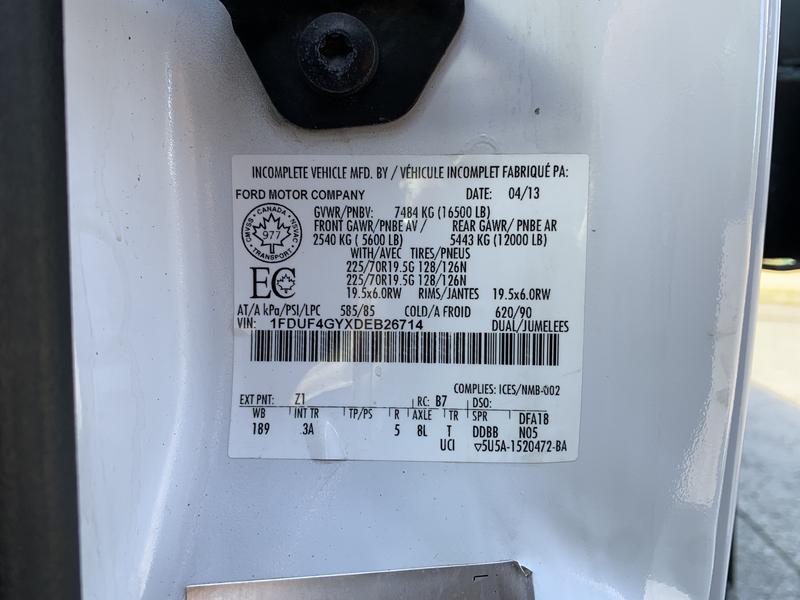 INCOMPLETE VEHICLE MFD. BY / VÉHICULE INCOMPLET FABRIQUÉ PA:
FORD MOTOR COMPANY DATE: 04/13
GVWR/PNBV: 7484 KG (16500 LB)
FRONT GAWR/PNBE AV / REAR GAWR/ PNBE AR
2540 KG ( 5600 LB) 5443 KG (12000 LB)
CMVSS · CANADA · NSVAC
977
TRANSPORT
WITH/AVEC TIRES/PNEUS
225/70R19.5G 128/126N
225/70R19.5G 128/126N
EC
19.5x6.0RW RIMS/JANTES 19.5x6.0RW
AT/A kPa/PSI/LPC 585/85 COLD/A FROID 620/90
VIN: 1FDUF4GYXDEB26714 DUAL/JUMELEES
COMPLIES: ICES/NMB-002
EXT PNT: Z1 RC: B7 DSO:
WB INT TR TP/PS R AXLE TR SPR DFA18
189 .3A 5 8L T DDBB N05
UCI ▽5U5A-1520472-BA